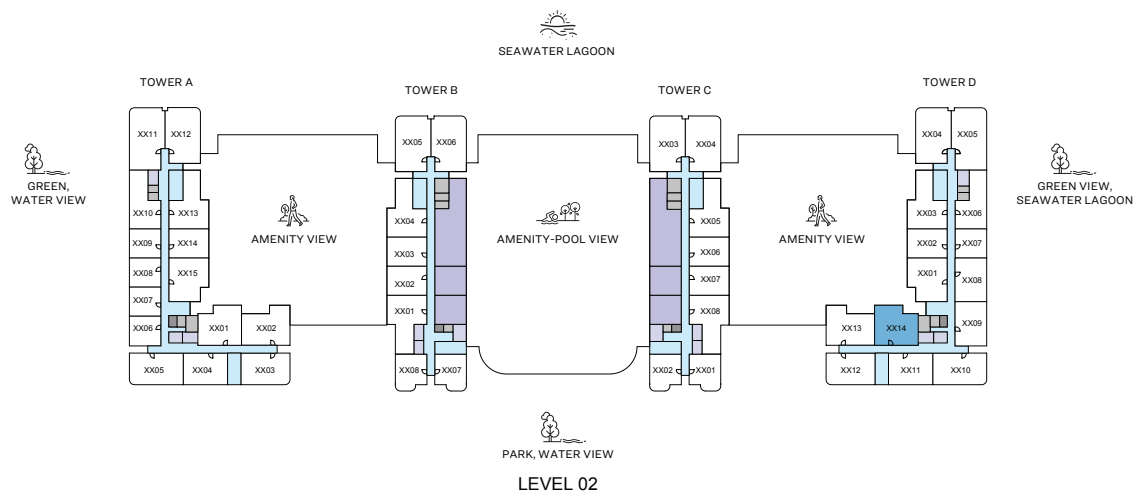 SEAWATER LAGOON
TOWER A
TOWER B
TOWER C
TOWER D
XX11 XX12
XX05 XX06
XX03 XX04
XX04 XX05
GREEN,
WATER VIEW
GREEN VIEW,
SEAWATER LAGOON
XX10 XX13
XX04
XX05
XX03 XX06
AMENITY VIEW
AMENITY-POOL VIEW
AMENITY VIEW
XX09 XX14
XX03
XX06
XX02 XX07
XX08 XX15
XX02
XX07
XX01 XX08
XX07
XX01
XX08
XX06 XX01 XX02
XX13 XX14 XX09
XX05 XX04 XX03
XX08 XX07
XX02 XX01
XX12 XX11 XX10
PARK, WATER VIEW
LEVEL 02